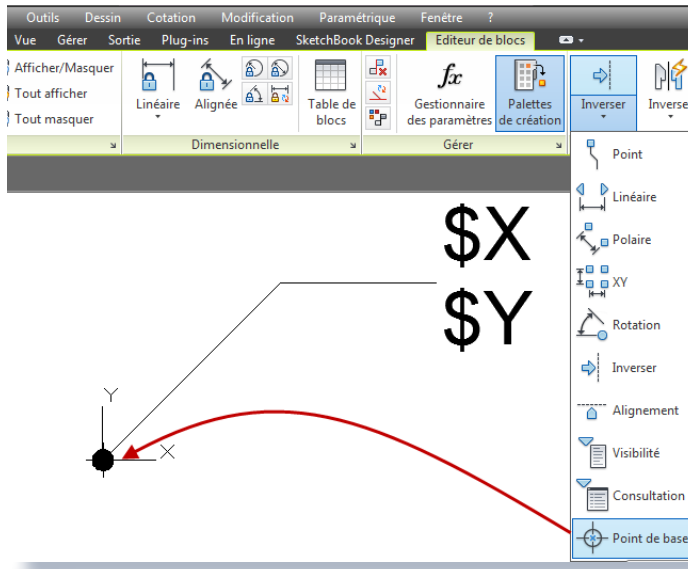 Outils Dessin Cotation Modification Paramétrique Fenêtre ?
Vue Gérer Sortie Plug-ins En ligne SketchBook Designer Editeur de blocs
Afficher/Masquer
Tout afficher
Tout masquer
Linéaire
Alignée
Table de
blocs
Dimensionnelle
fx
Gestionnaire
des paramètres
Palettes
de création
Gérer
Inverser
Inverse
Point
Linéaire
Polaire
XY
Rotation
Inverser
Alignement
Visibilité
Consultation
Point de base
$X
$Y
Y
X